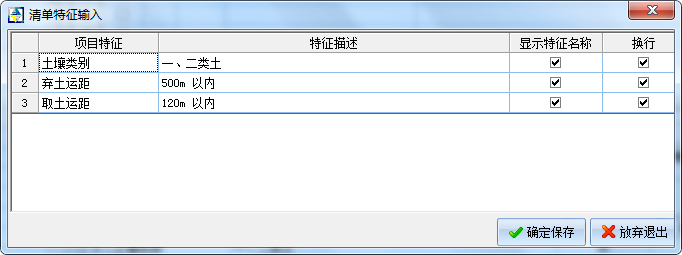 清单特征输入
项目特征 特征描述 显示特征名称 换行
1 土壤类别 一、二类土
2 弃土运距 500m 以内
3 取土运距 120m 以内
确定保存 放弃退出